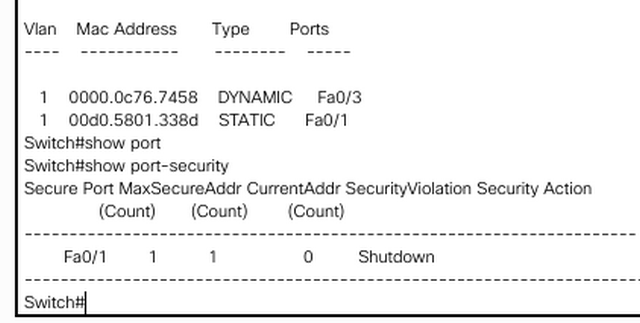 Vlan Mac Address Type Ports
---- ----------- -------- -----
1 0000.0c76.7458 DYNAMIC Fa0/3
1 00d0.5801.338d STATIC Fa0/1
Switch#show port
Switch#show port-security
Secure Port MaxSecureAddr CurrentAddr SecurityViolation Security Action
(Count) (Count) (Count)
--------------------------------------------------------------------
Fa0/1 1 1 0 Shutdown
--------------------------------------------------------------------
Switch#